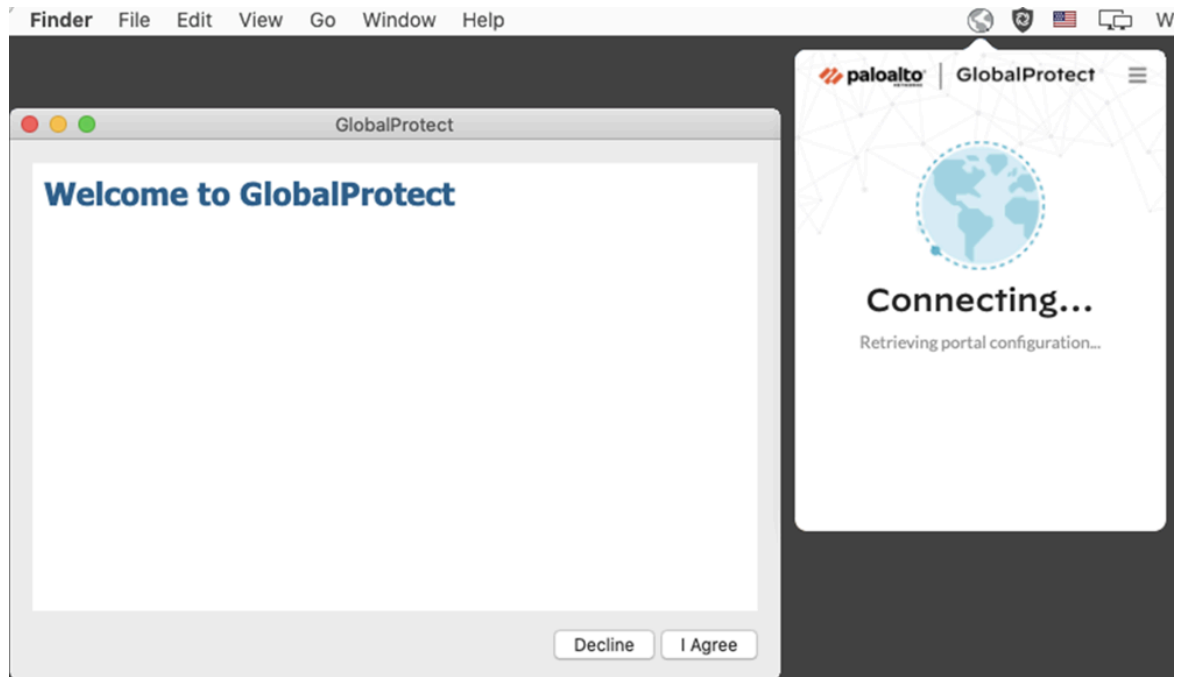 Finder File Edit View Go Window Help W
paloalto | GlobalProtect
NETWORKS
GlobalProtect
Welcome to GlobalProtect
Connecting...
Retrieving portal configuration...
Decline I Agree